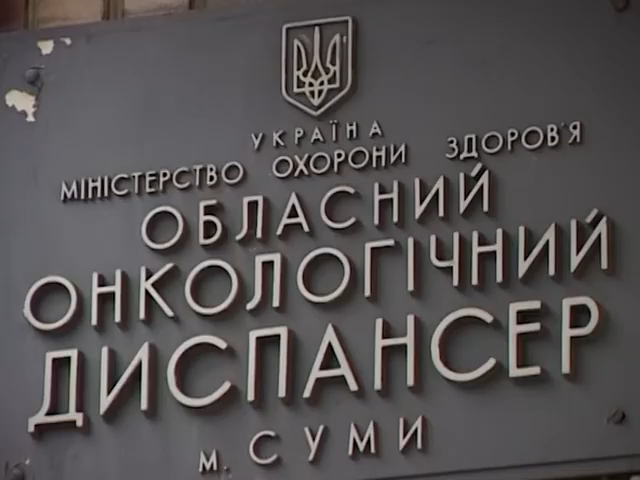 УКРАЇНА
МІНІСТЕРСТВО ОХОРОНИ ЗДОРОВ'Я
ОБЛАСНИЙ
ОНКОЛОГІЧНИЙ
ДИСПАНСЕР
м. СУМИ